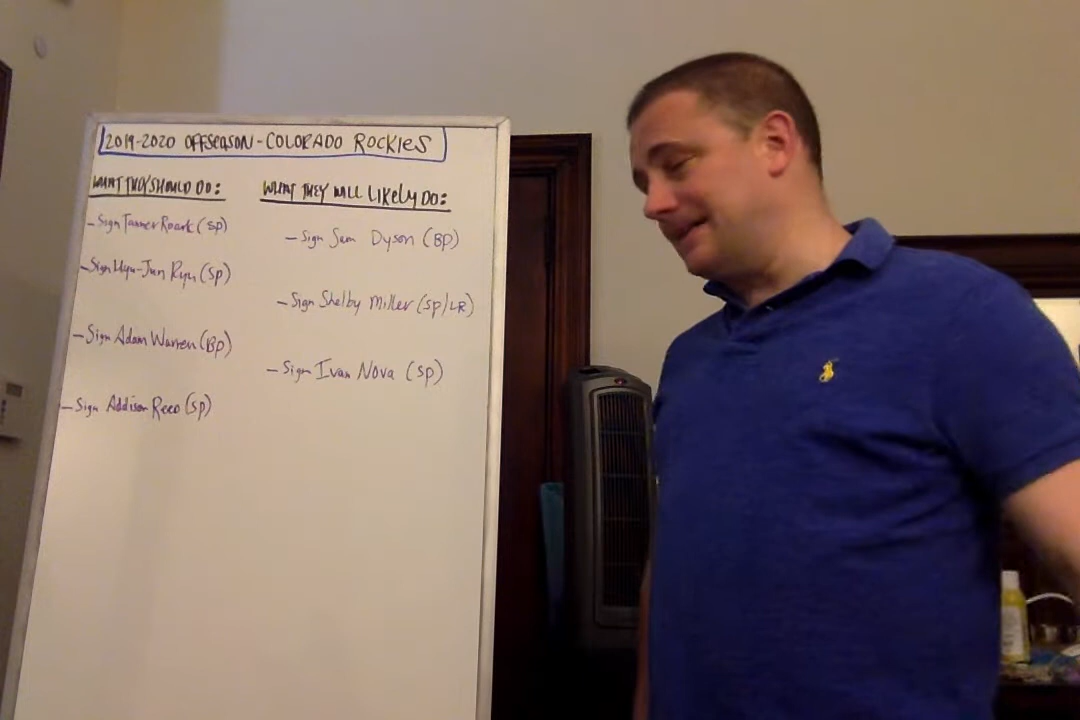 2019-2020 OFFSEASON - COLORADO ROCKIES
WHAT THEY SHOULD DO:
- Sign Tanner Roark (SP)
- Sign Hyu-Jun Ryu (SP)
- Sign Adam Warren (BP)
- Sign Addison Reed (SP)
WHAT THEY WILL LIKELY DO:
- Sign Sam Dyson (BP)
- Sign Shelby Miller (SP/LR)
- Sign Ivan Nova (SP)